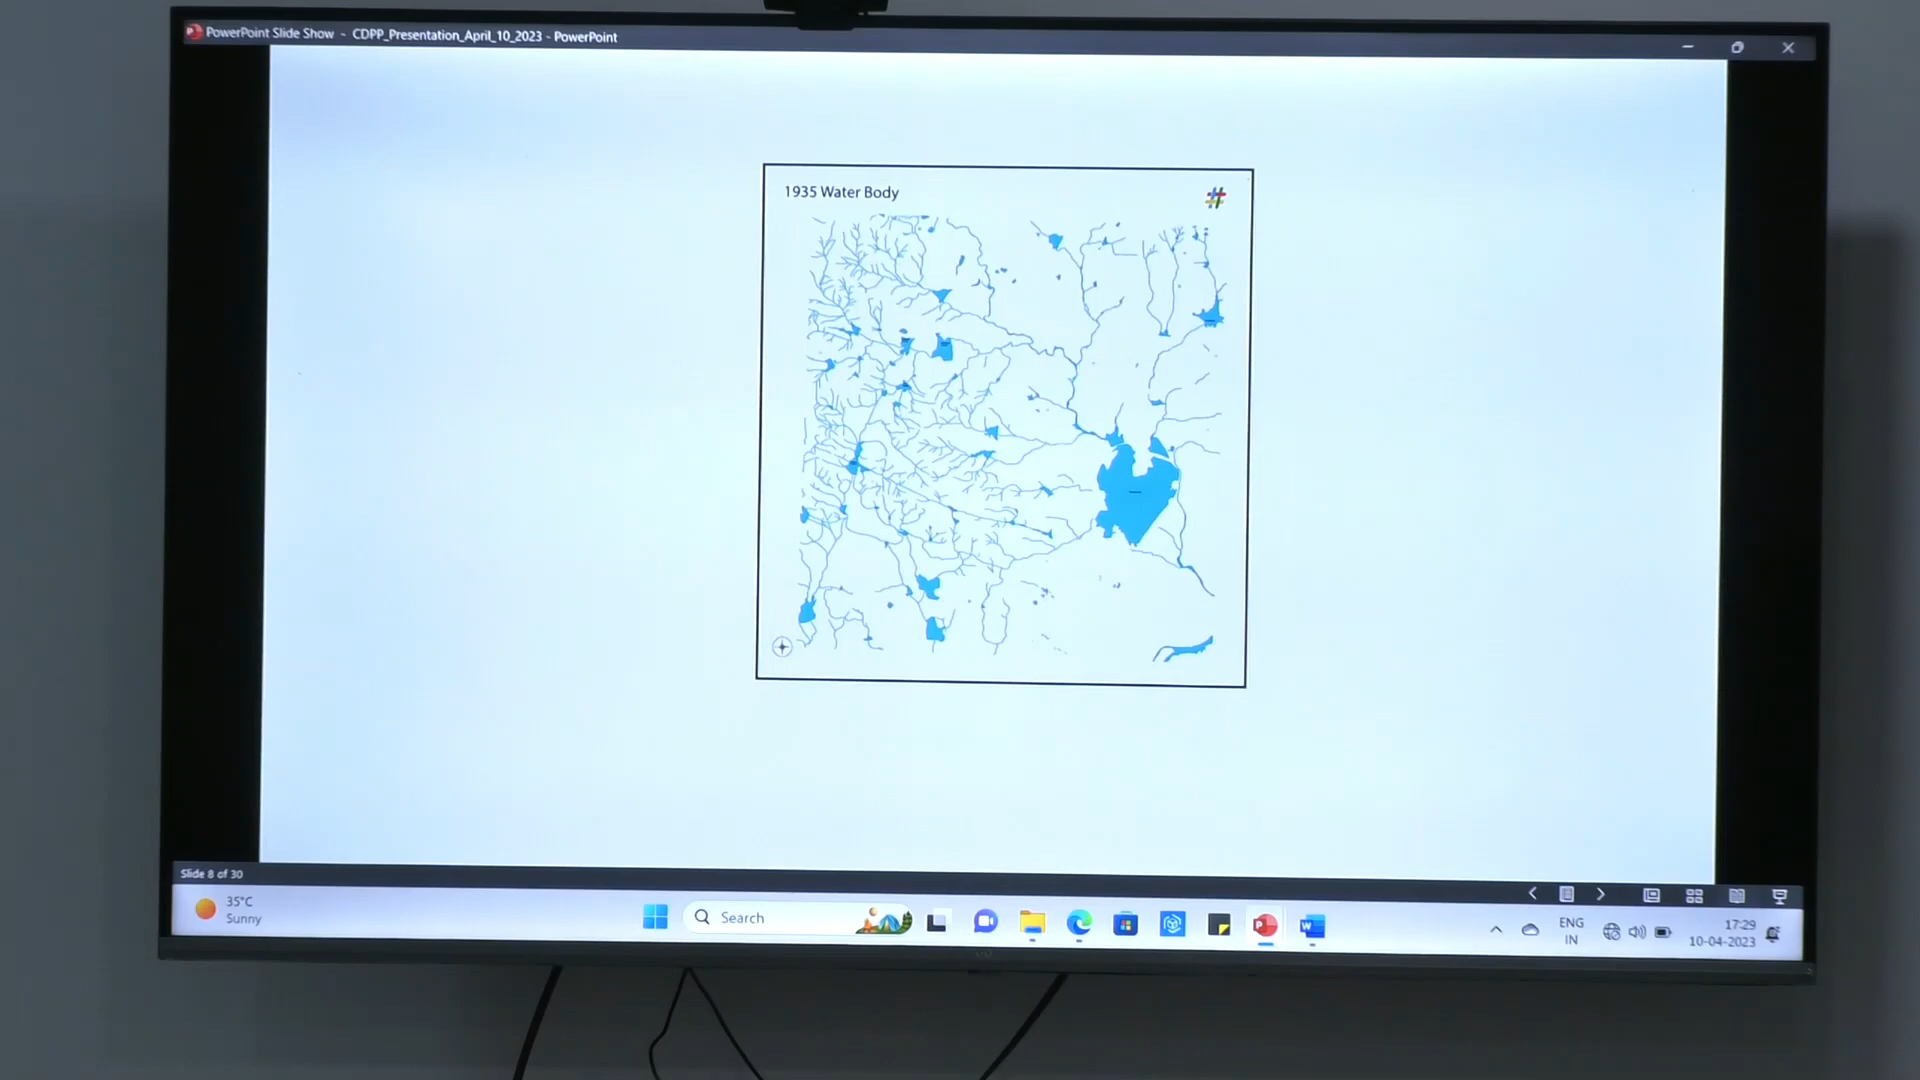 PowerPoint Slide Show - CDPP_Presentation_April_10_2023 - PowerPoint
1935 Water Body
Slide 8 of 30
35°C
Sunny
Search
ENG
IN
17:29
10-04-2023